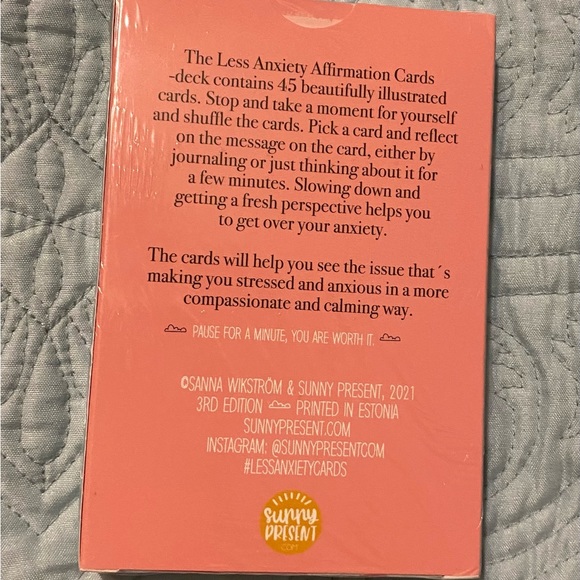 The Less Anxiety Affirmation Cards
-deck contains 45 beautifully illustrated
cards. Stop and take a moment for yourself
and shuffle the cards. Pick a card and reflect
on the message on the card, either by
journaling or just thinking about it for
a few minutes. Slowing down and
getting a fresh perspective helps you
to get over your anxiety.
The cards will help you see the issue that´s
making you stressed and anxious in a more
compassionate and calming way.
PAUSE FOR A MINUTE, YOU ARE WORTH IT.
©SANNA WIKSTRÖM & SUNNY PRESENT, 2021
3RD EDITION PRINTED IN ESTONIA
SUNNYPRESENT.COM
INSTAGRAM: @SUNNYPRESENTCOM
#LESSANXIETYCARDS
sunny
PRESENT
.com